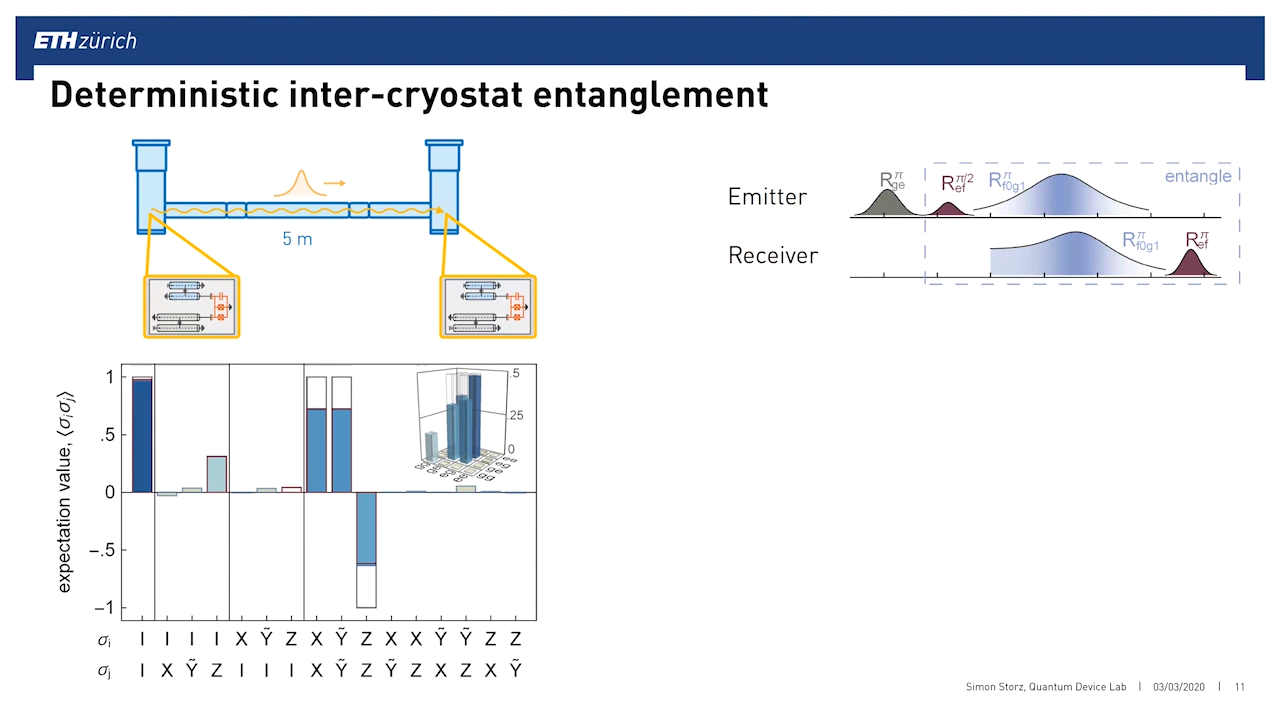 ETH zürich
Deterministic inter-cryostat entanglement
5 m
Emitter
R^π_ge R^π/2_ef R^π_f0g1 entangle
Receiver
R^π_f0g1 R^π_ef
expectation value, ⟨σiσj⟩
1
.5
0
−.5
−1
.5
.25
0
σi I I I I X Ỹ Z X Ỹ Z X X Ỹ Ỹ Z Z
σj I X Ỹ Z I I I X Ỹ Z Ỹ Z X Z X Ỹ
Simon Storz, Quantum Device Lab | 03/03/2020 | 11